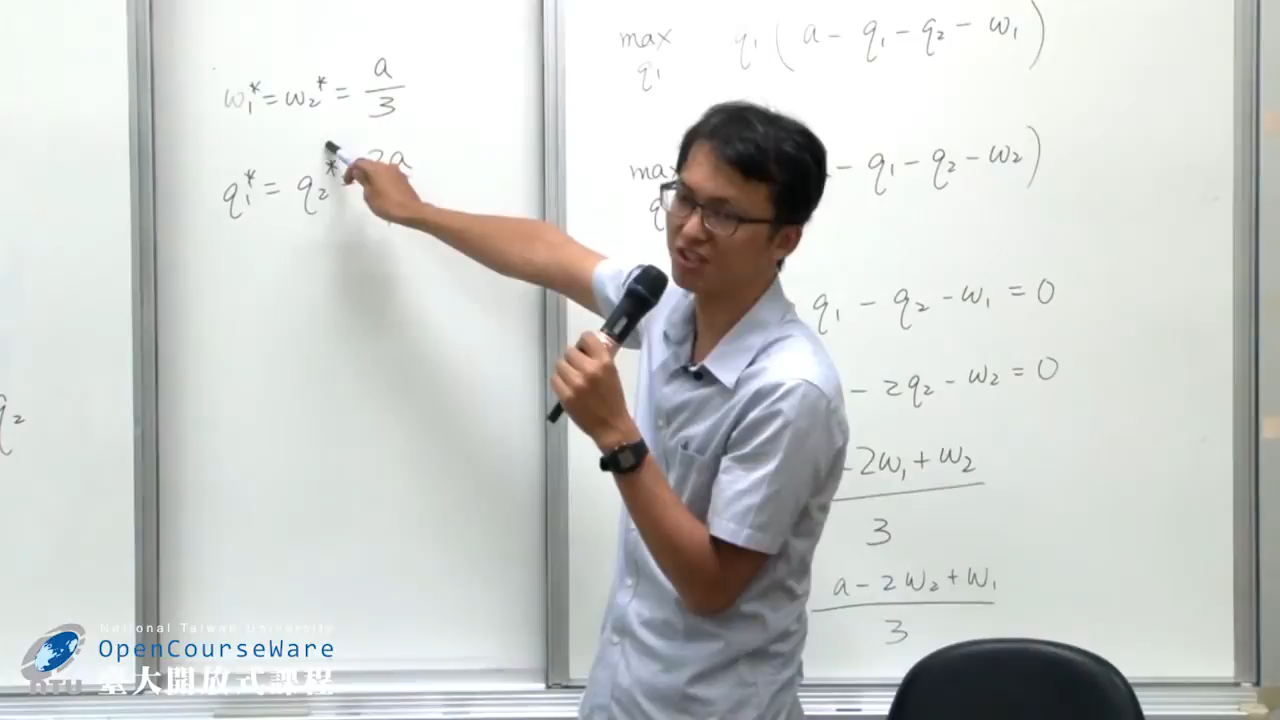 w₁* = w₂* = a/3
q₁* = q₂* 2a
q₂
max q₁ q₁ ( a - q₁ - q₂ - w₁ )
max - q₁ - q₂ - w₂ )
q₁ - q₂ - w₁ = 0
- 2q₂ - w₂ = 0
- 2w₁ + w₂ / 3
a - 2w₂ + w₁ / 3
National Taiwan University
OpenCourseWare
NTU 臺大開放式課程